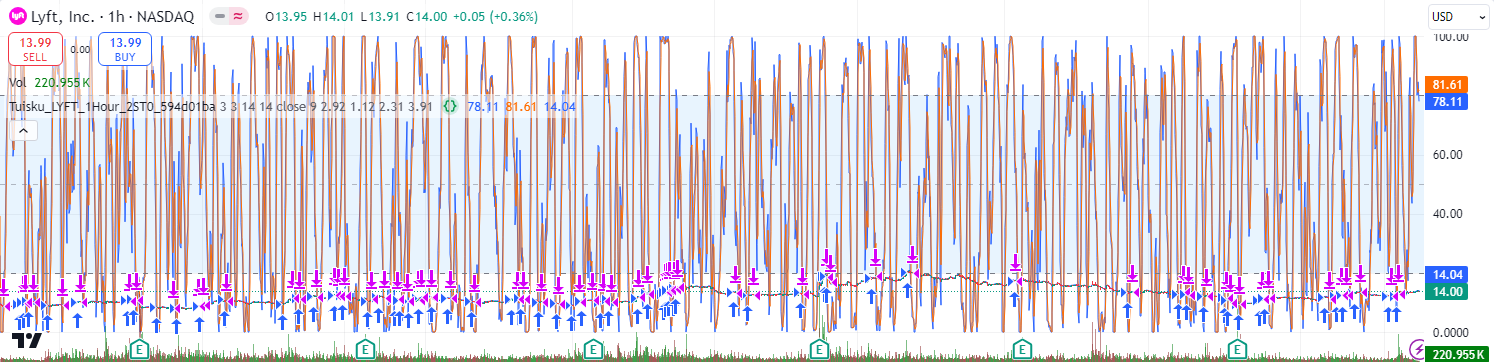 Lyft, Inc. · 1h · NASDAQ O13.95 H14.01 L13.91 C14.00 +0.05 (+0.36%)
USD
13.99 SELL
0.00
13.99 BUY
Vol 220.955K
Tuisku_LYFT_1Hour_2ST0_594d01ba 3 3 14 14 close 9 2.92 1.12 2.31 3.91 {} 78.11 81.61 14.04
100.00
81.61
78.11
60.00
40.00
14.04
14.00
0.0000
220.955K
E E E E E E